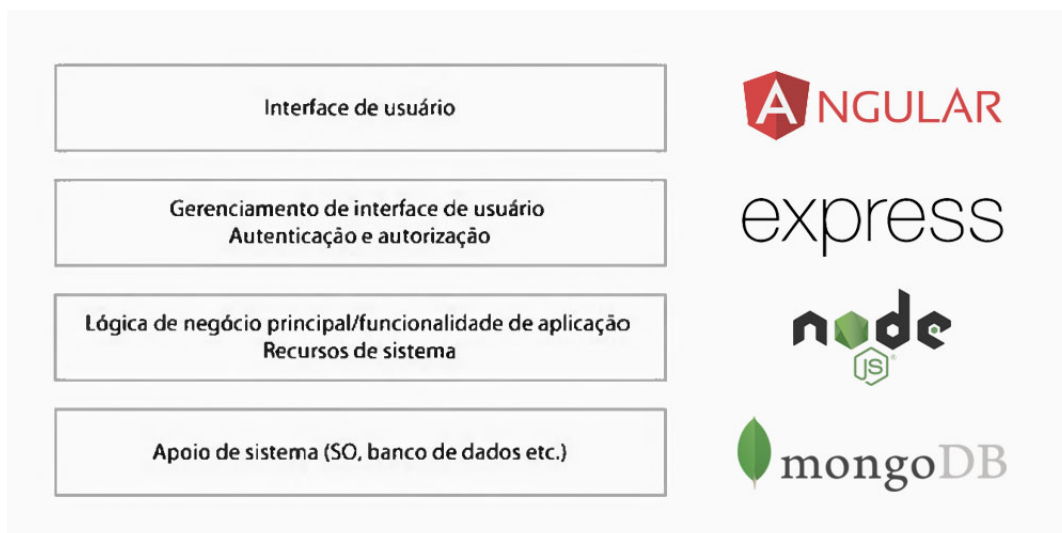 Interface de usuário
ANGULAR
Gerenciamento de interface de usuário
Autenticação e autorização
express
Lógica de negócio principal/funcionalidade de aplicação
Recursos de sistema
node
JS®
Apoio de sistema (SO, banco de dados etc.)
mongoDB